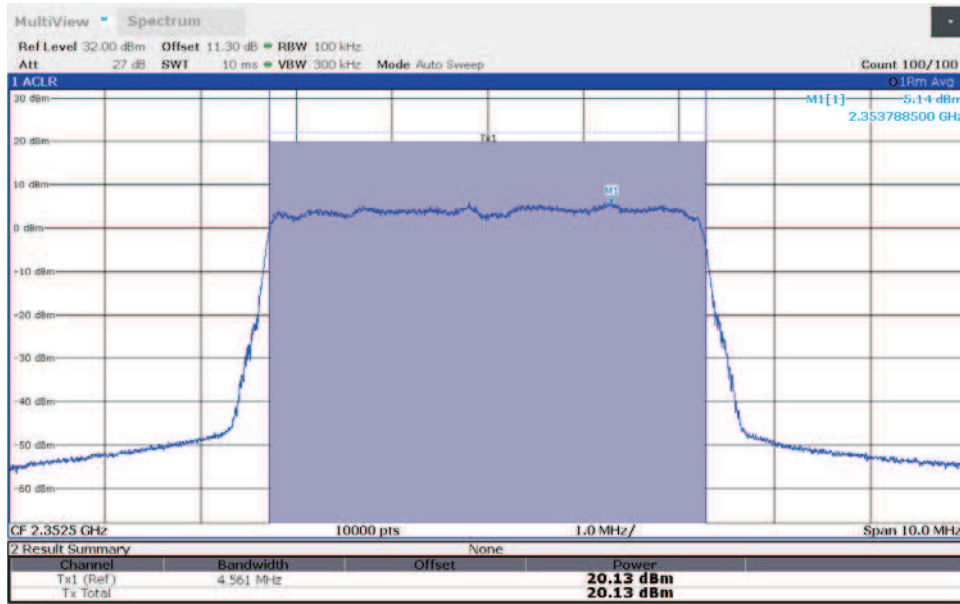 MultiView Spectrum
Ref Level 32.00 dBm Offset 11.30 dB RBW 100 kHz
Att 27 dB SWT 10 ms VBW 300 kHz Mode Auto Sweep Count 100/100
1 ACLR 1Rm Avg
30 dBm M1[1] 5.14 dBm
2.353788500 GHz
Tx1
20 dBm
10 dBm
M1
0 dBm
-10 dBm
-20 dBm
-30 dBm
-40 dBm
-50 dBm
-60 dBm
CF 2.3525 GHz 10000 pts 1.0 MHz/ Span 10.0 MHz
2 Result Summary None
Channel Bandwidth Offset Power
Tx1 (Ref) 4.561 MHz 20.13 dBm
Tx Total 20.13 dBm